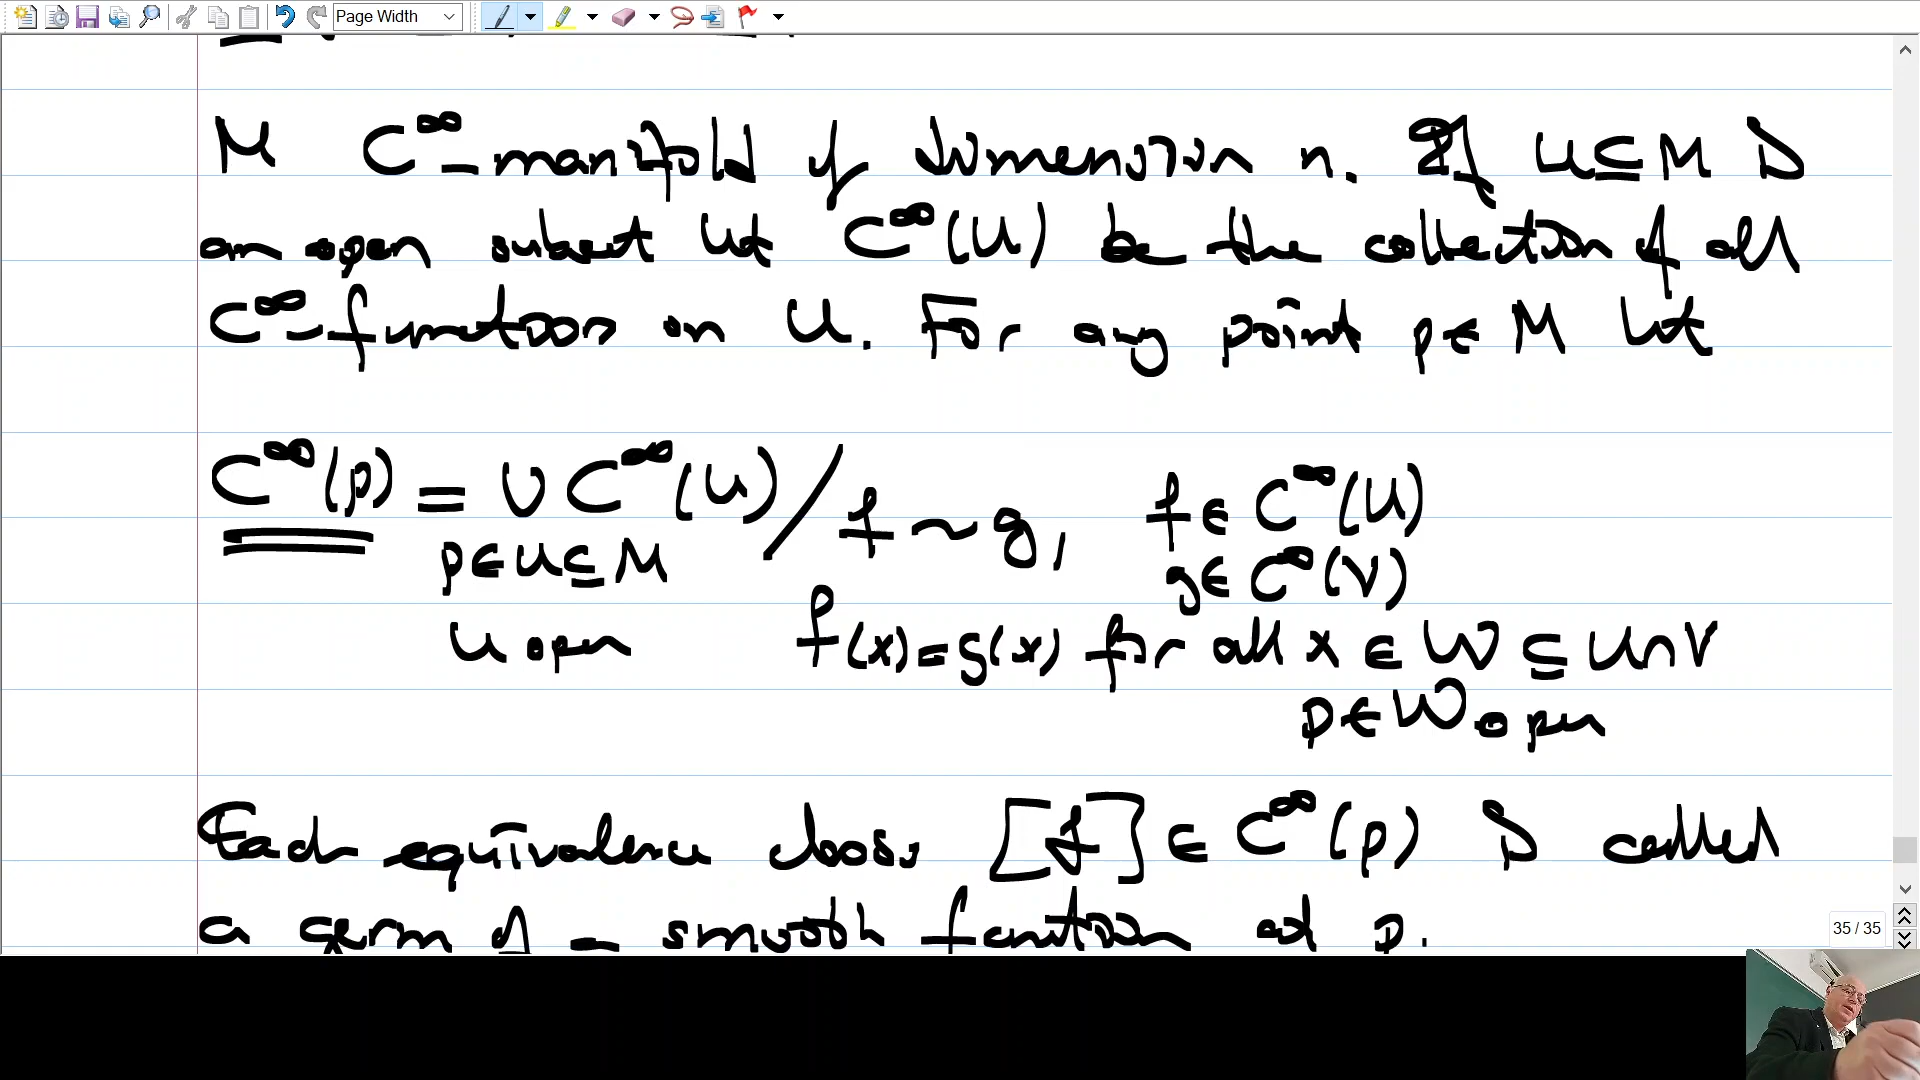 Page Width
M C^∞-manifold of dimension n. If U⊆M is
an open subset let C^∞(U) be the collection of all
C^∞-functions on U. For any point p∈M let
C^∞(p) = ∪ C^∞(U) / f ~ g, f∈C^∞(U)
p∈U⊆M g∈C^∞(V)
U open f(x)=g(x) for all x∈W⊆U∩V
p∈W open
Each equivalence class [f]∈C^∞(p) is called
a germ of a smooth function at p.
35 / 35